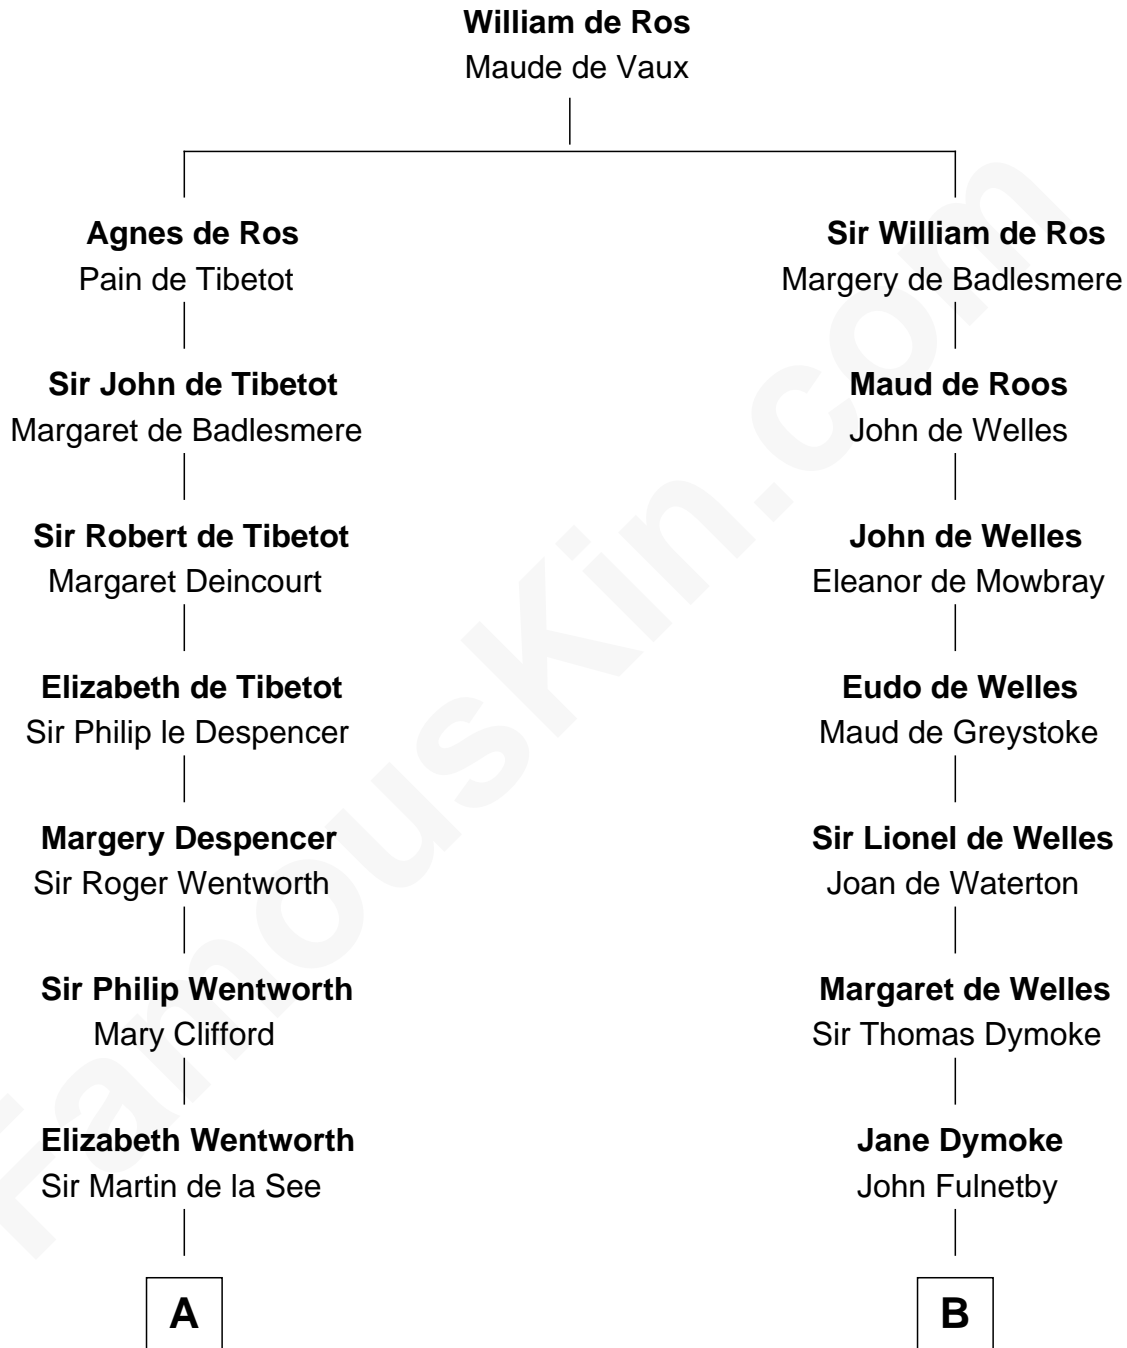 William de Ros
Maude de Vaux
Agnes de Ros
Pain de Tibetot
Sir William de Ros
Margery de Badlesmere
Sir John de Tibetot
Margaret de Badlesmere
Maud de Roos
John de Welles
Sir Robert de Tibetot
Margaret Deincourt
John de Welles
Eleanor de Mowbray
Elizabeth de Tibetot
Sir Philip le Despencer
Eudo de Welles
Maud de Greystoke
Margery Despencer
Sir Roger Wentworth
Sir Lionel de Welles
Joan de Waterton
Sir Philip Wentworth
Mary Clifford
Margaret de Welles
Sir Thomas Dymoke
Elizabeth Wentworth
Sir Martin de la See
Jane Dymoke
John Fulnetby
A
B
FamousKin.com